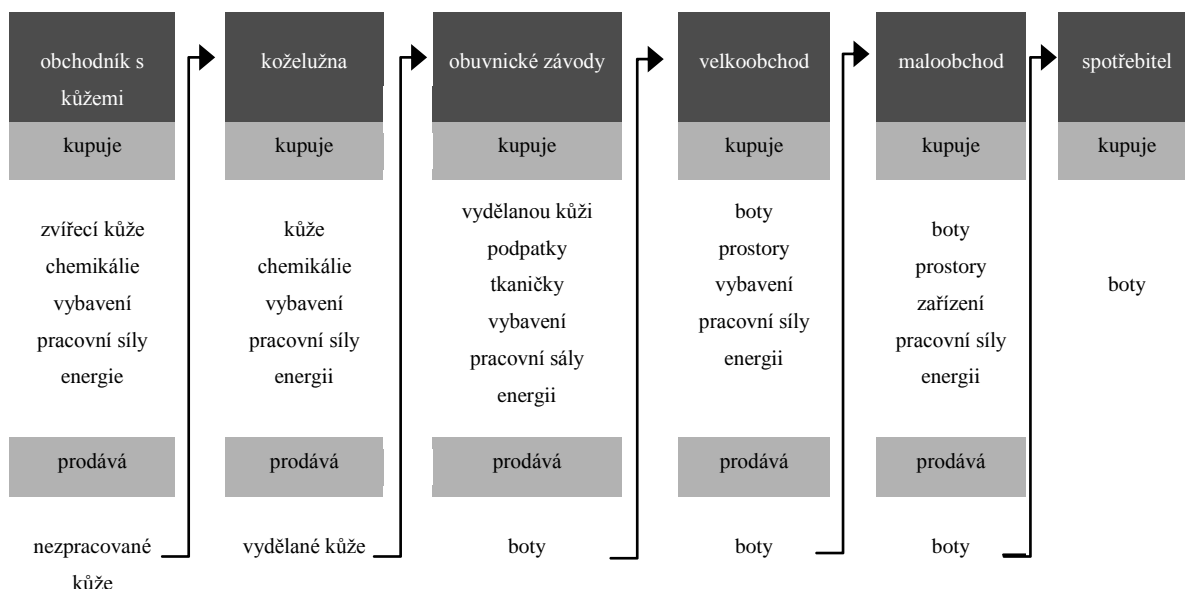 obchodník s
kůžemi
kupuje
zvířecí kůže
chemikálie
vybavení
pracovní síly
energie
prodává
nezpracované
kůže
koželužna
kupuje
kůže
chemikálie
vybavení
pracovní síly
energii
prodává
vydělané kůže
obuvnické závody
kupuje
vydělanou kůži
podpatky
tkaničky
vybavení
pracovní sály
energii
prodává
boty
velkoobchod
kupuje
boty
prostory
vybavení
pracovní síly
energii
prodává
boty
maloobchod
kupuje
boty
prostory
zařízení
pracovní síly
energii
prodává
boty
spotřebitel
kupuje
boty